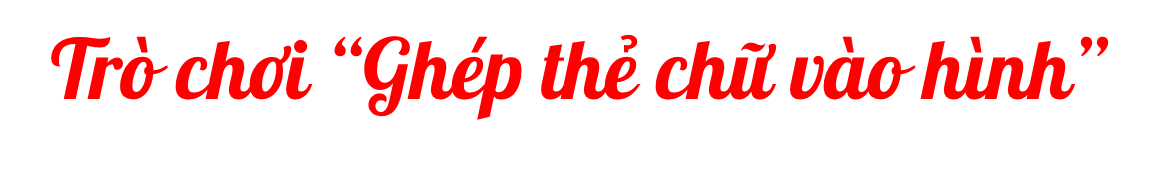 Trò chơi “Ghép thẻ chữ vào hình”